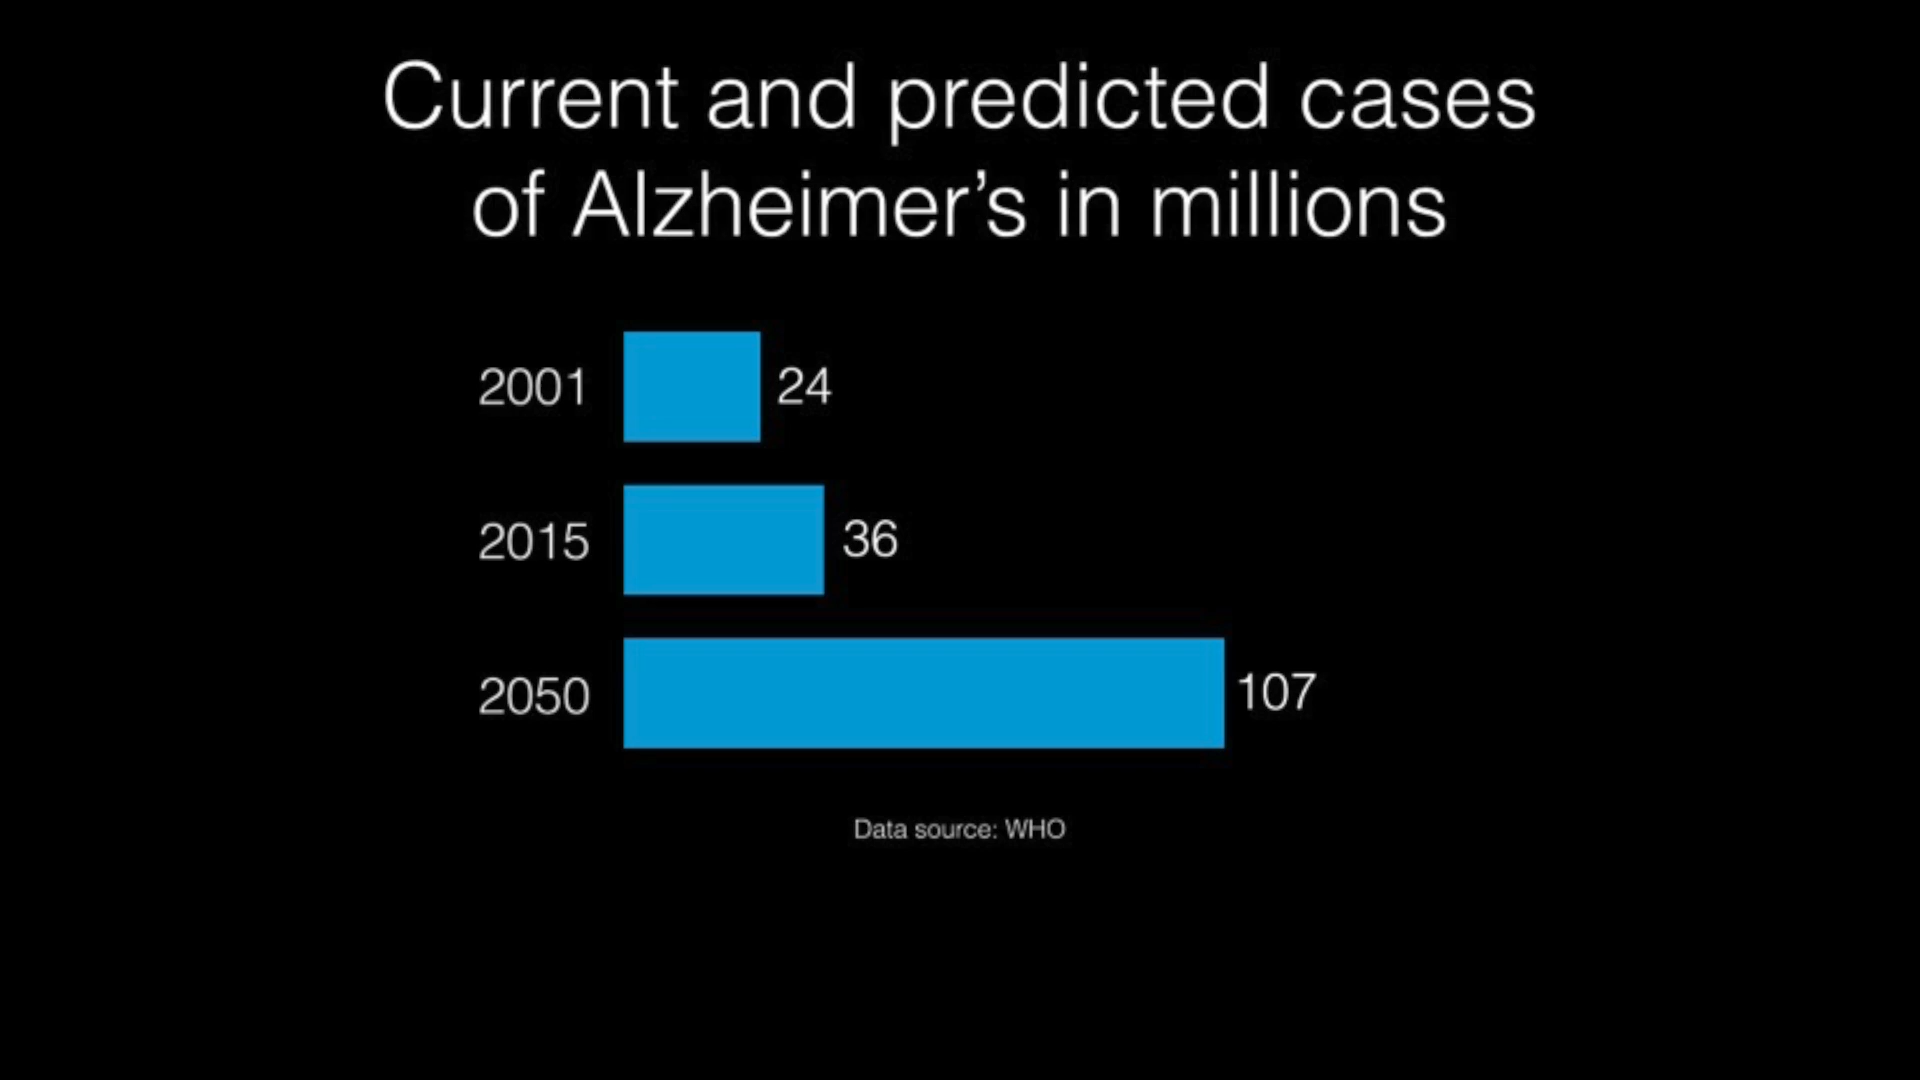 Current and predicted cases
of Alzheimer’s in millions
2001 24
2015 36
2050 107
Data source: WHO